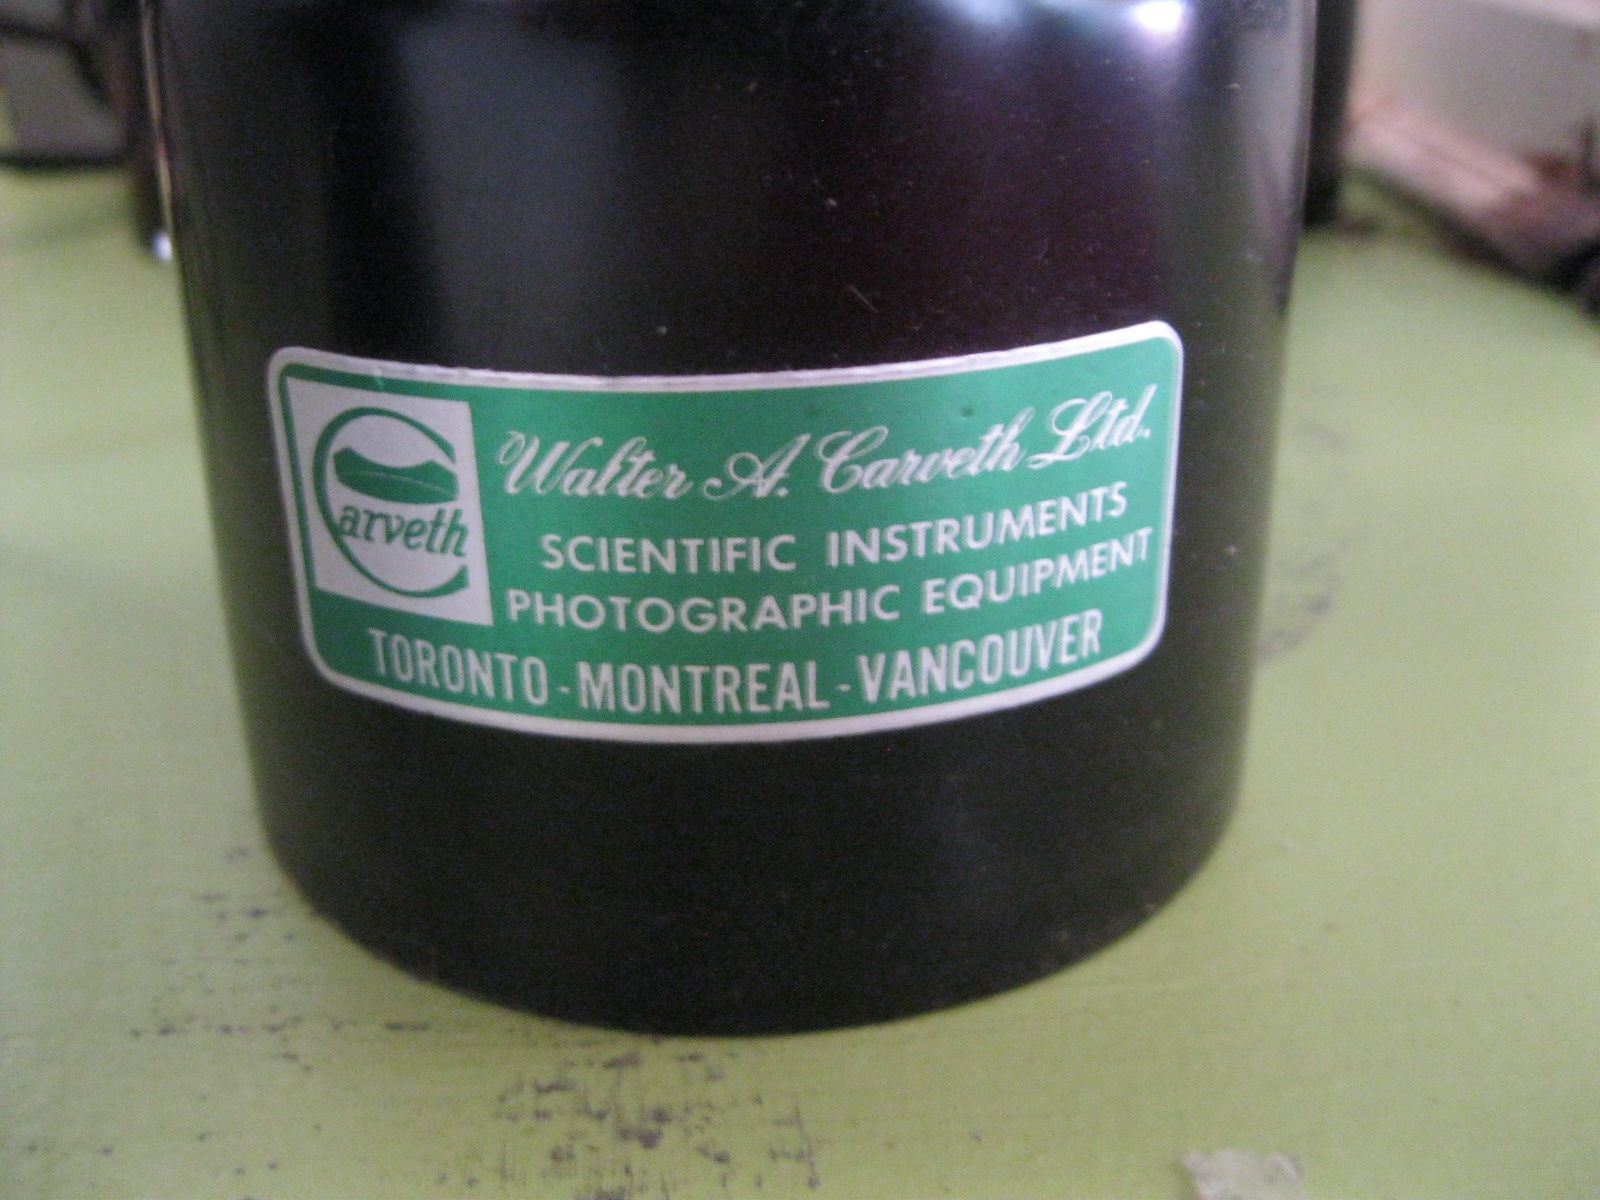 Carveth
Walter A. Carveth Ltd.
SCIENTIFIC INSTRUMENTS
PHOTOGRAPHIC EQUIPMENT
TORONTO - MONTREAL - VANCOUVER